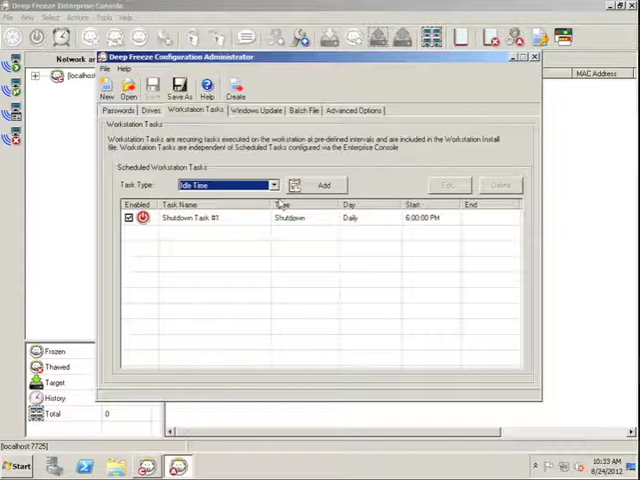 Deep Freeze Enterprise Console
File View Select Actions Tools Help
Network an
MAC Address
[localho
Deep Freeze Configuration Administrator
File Help
New Open Save Save As Help Create
Passwords Drives Workstation Tasks Windows Update Batch File Advanced Options
Workstation Tasks
Workstation Tasks are recurring tasks executed on the workstation at pre-defined intervals and are included in the Workstation Install
file. Workstation Tasks are independent of Scheduled Tasks configured via the Enterprise Console
Scheduled Workstation Tasks
Task Type: Idle Time Add Edit... Delete
Enabled Task Name Type Day Start End
Shutdown Task #1 Shutdown Daily 6:00:00 PM
Frozen
Thawed
Target
History
Total 0
[localhost:7725]
Start
10:33 AM
8/24/2012